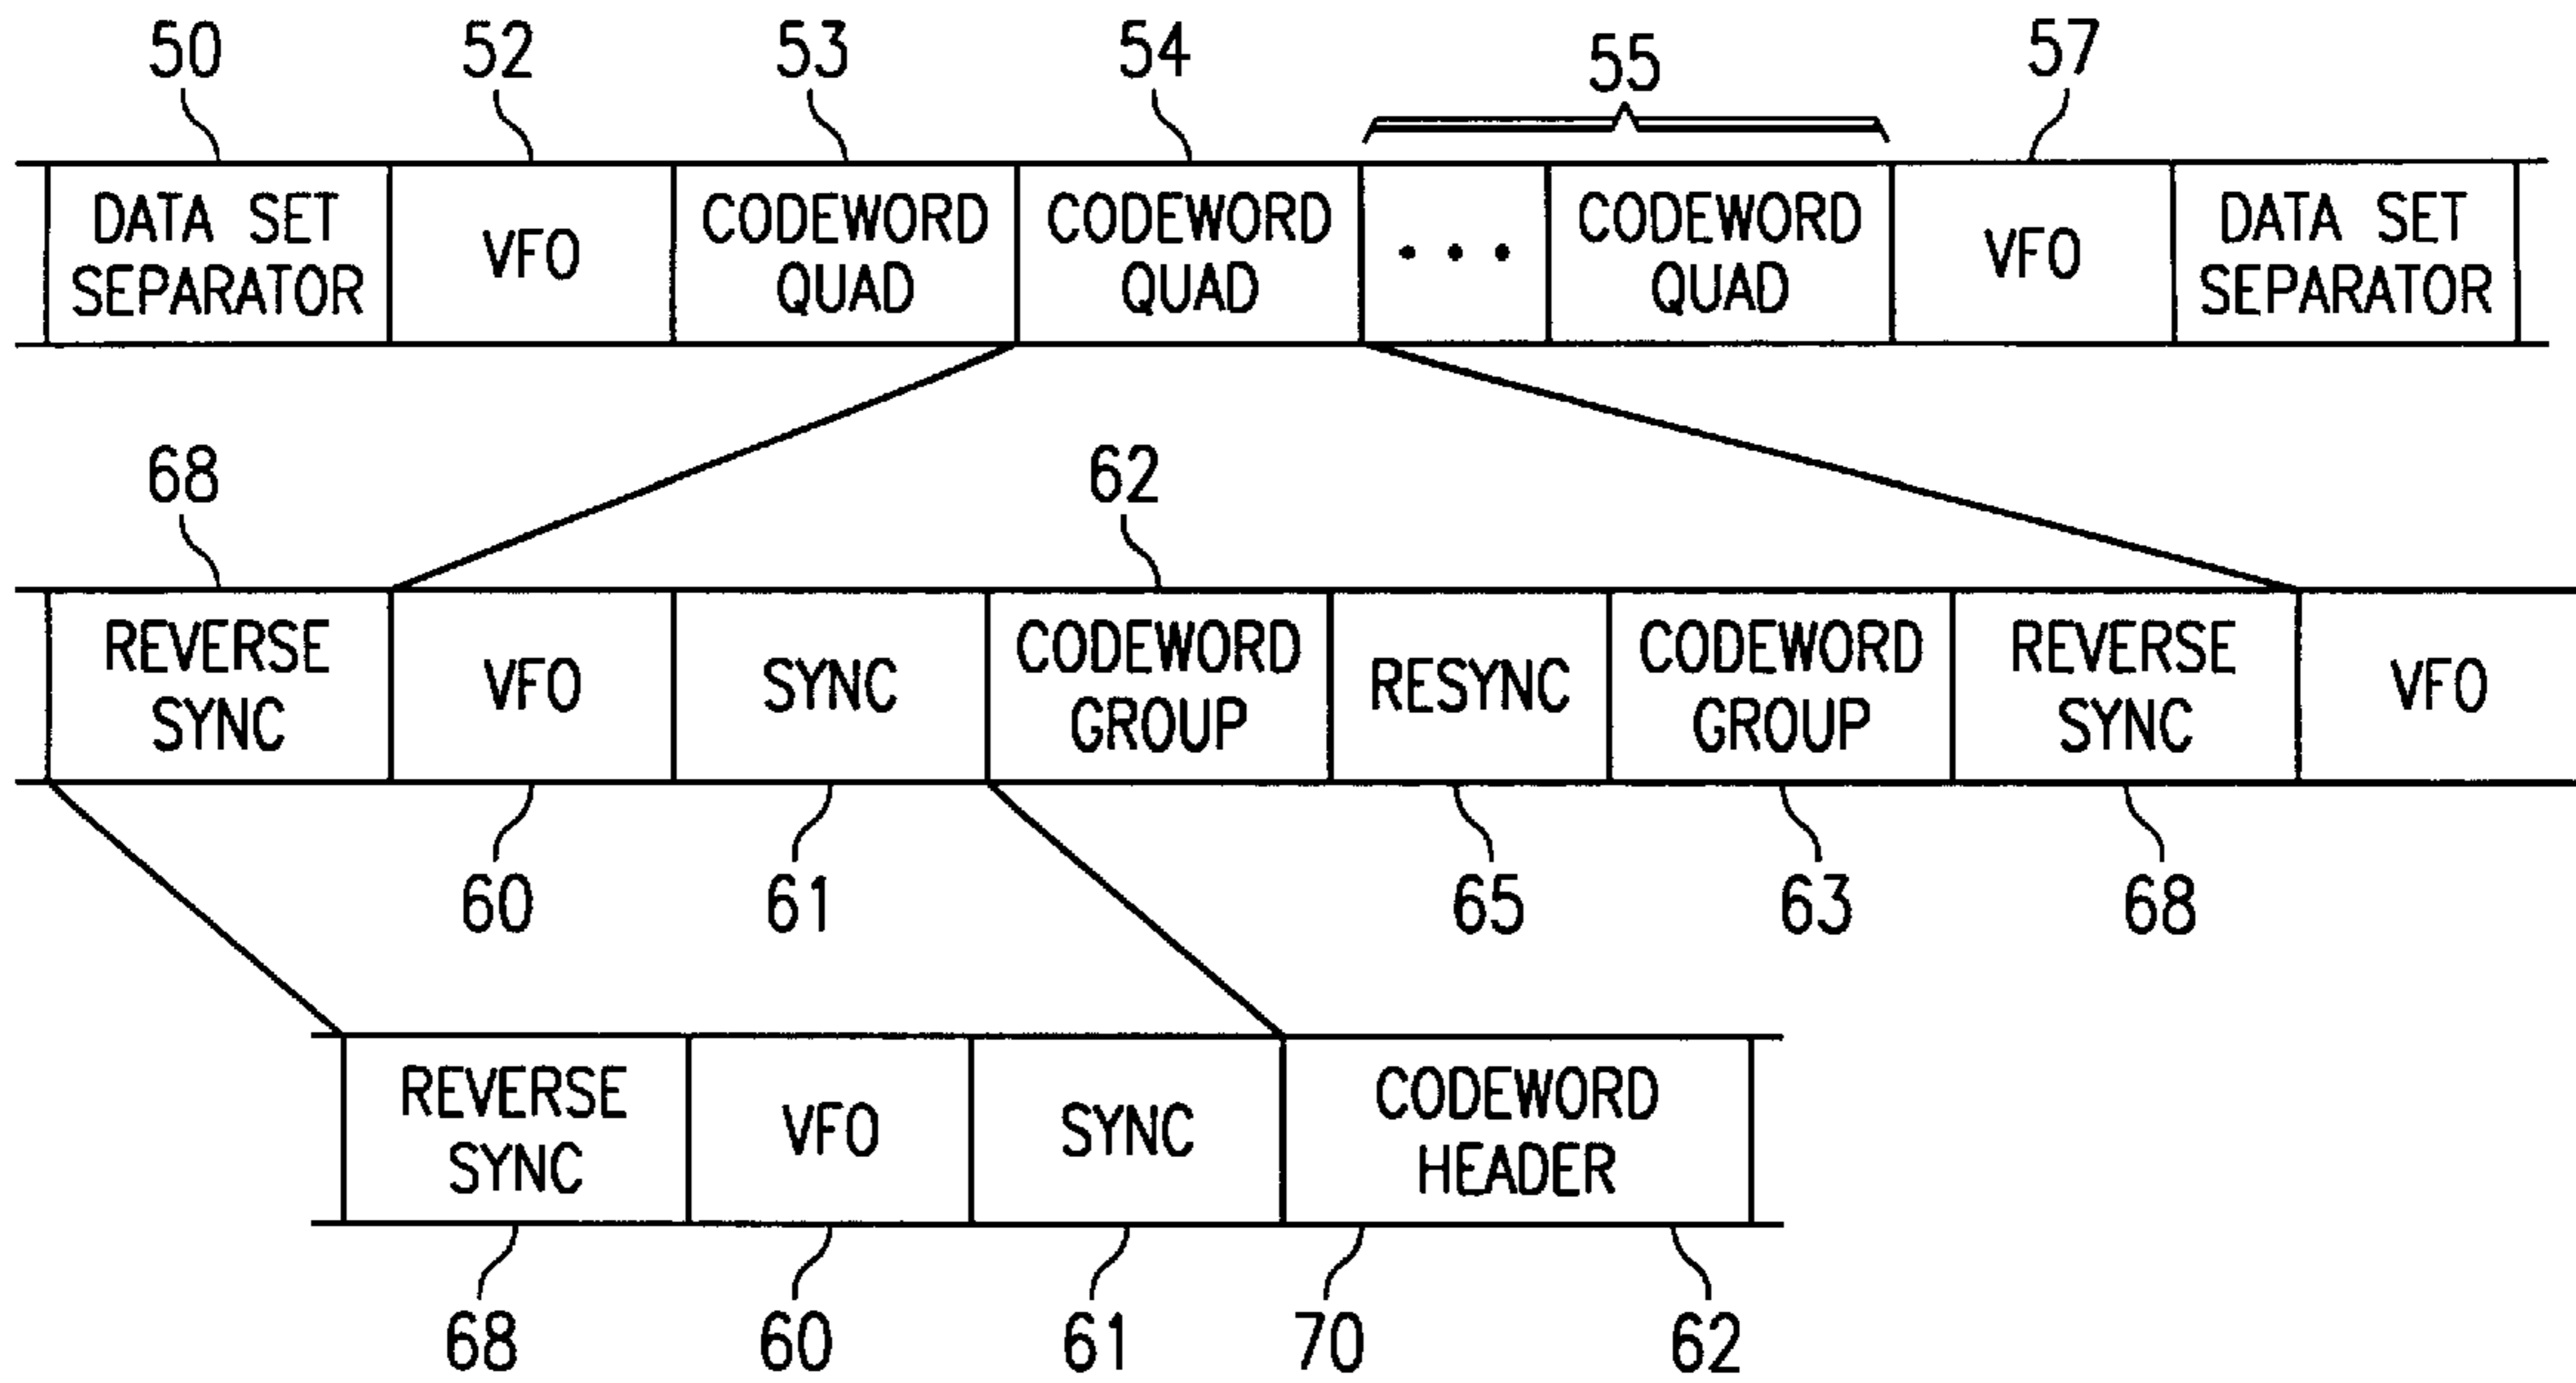 50 52 53 54 55 57
DATA SET SEPARATOR VFO CODEWORD QUAD CODEWORD QUAD • • • CODEWORD QUAD VFO DATA SET SEPARATOR
68 62
REVERSE SYNC VFO SYNC CODEWORD GROUP RESYNC CODEWORD GROUP REVERSE SYNC VFO
60 61 65 63 68
REVERSE SYNC VFO SYNC CODEWORD HEADER
68 60 61 70 62